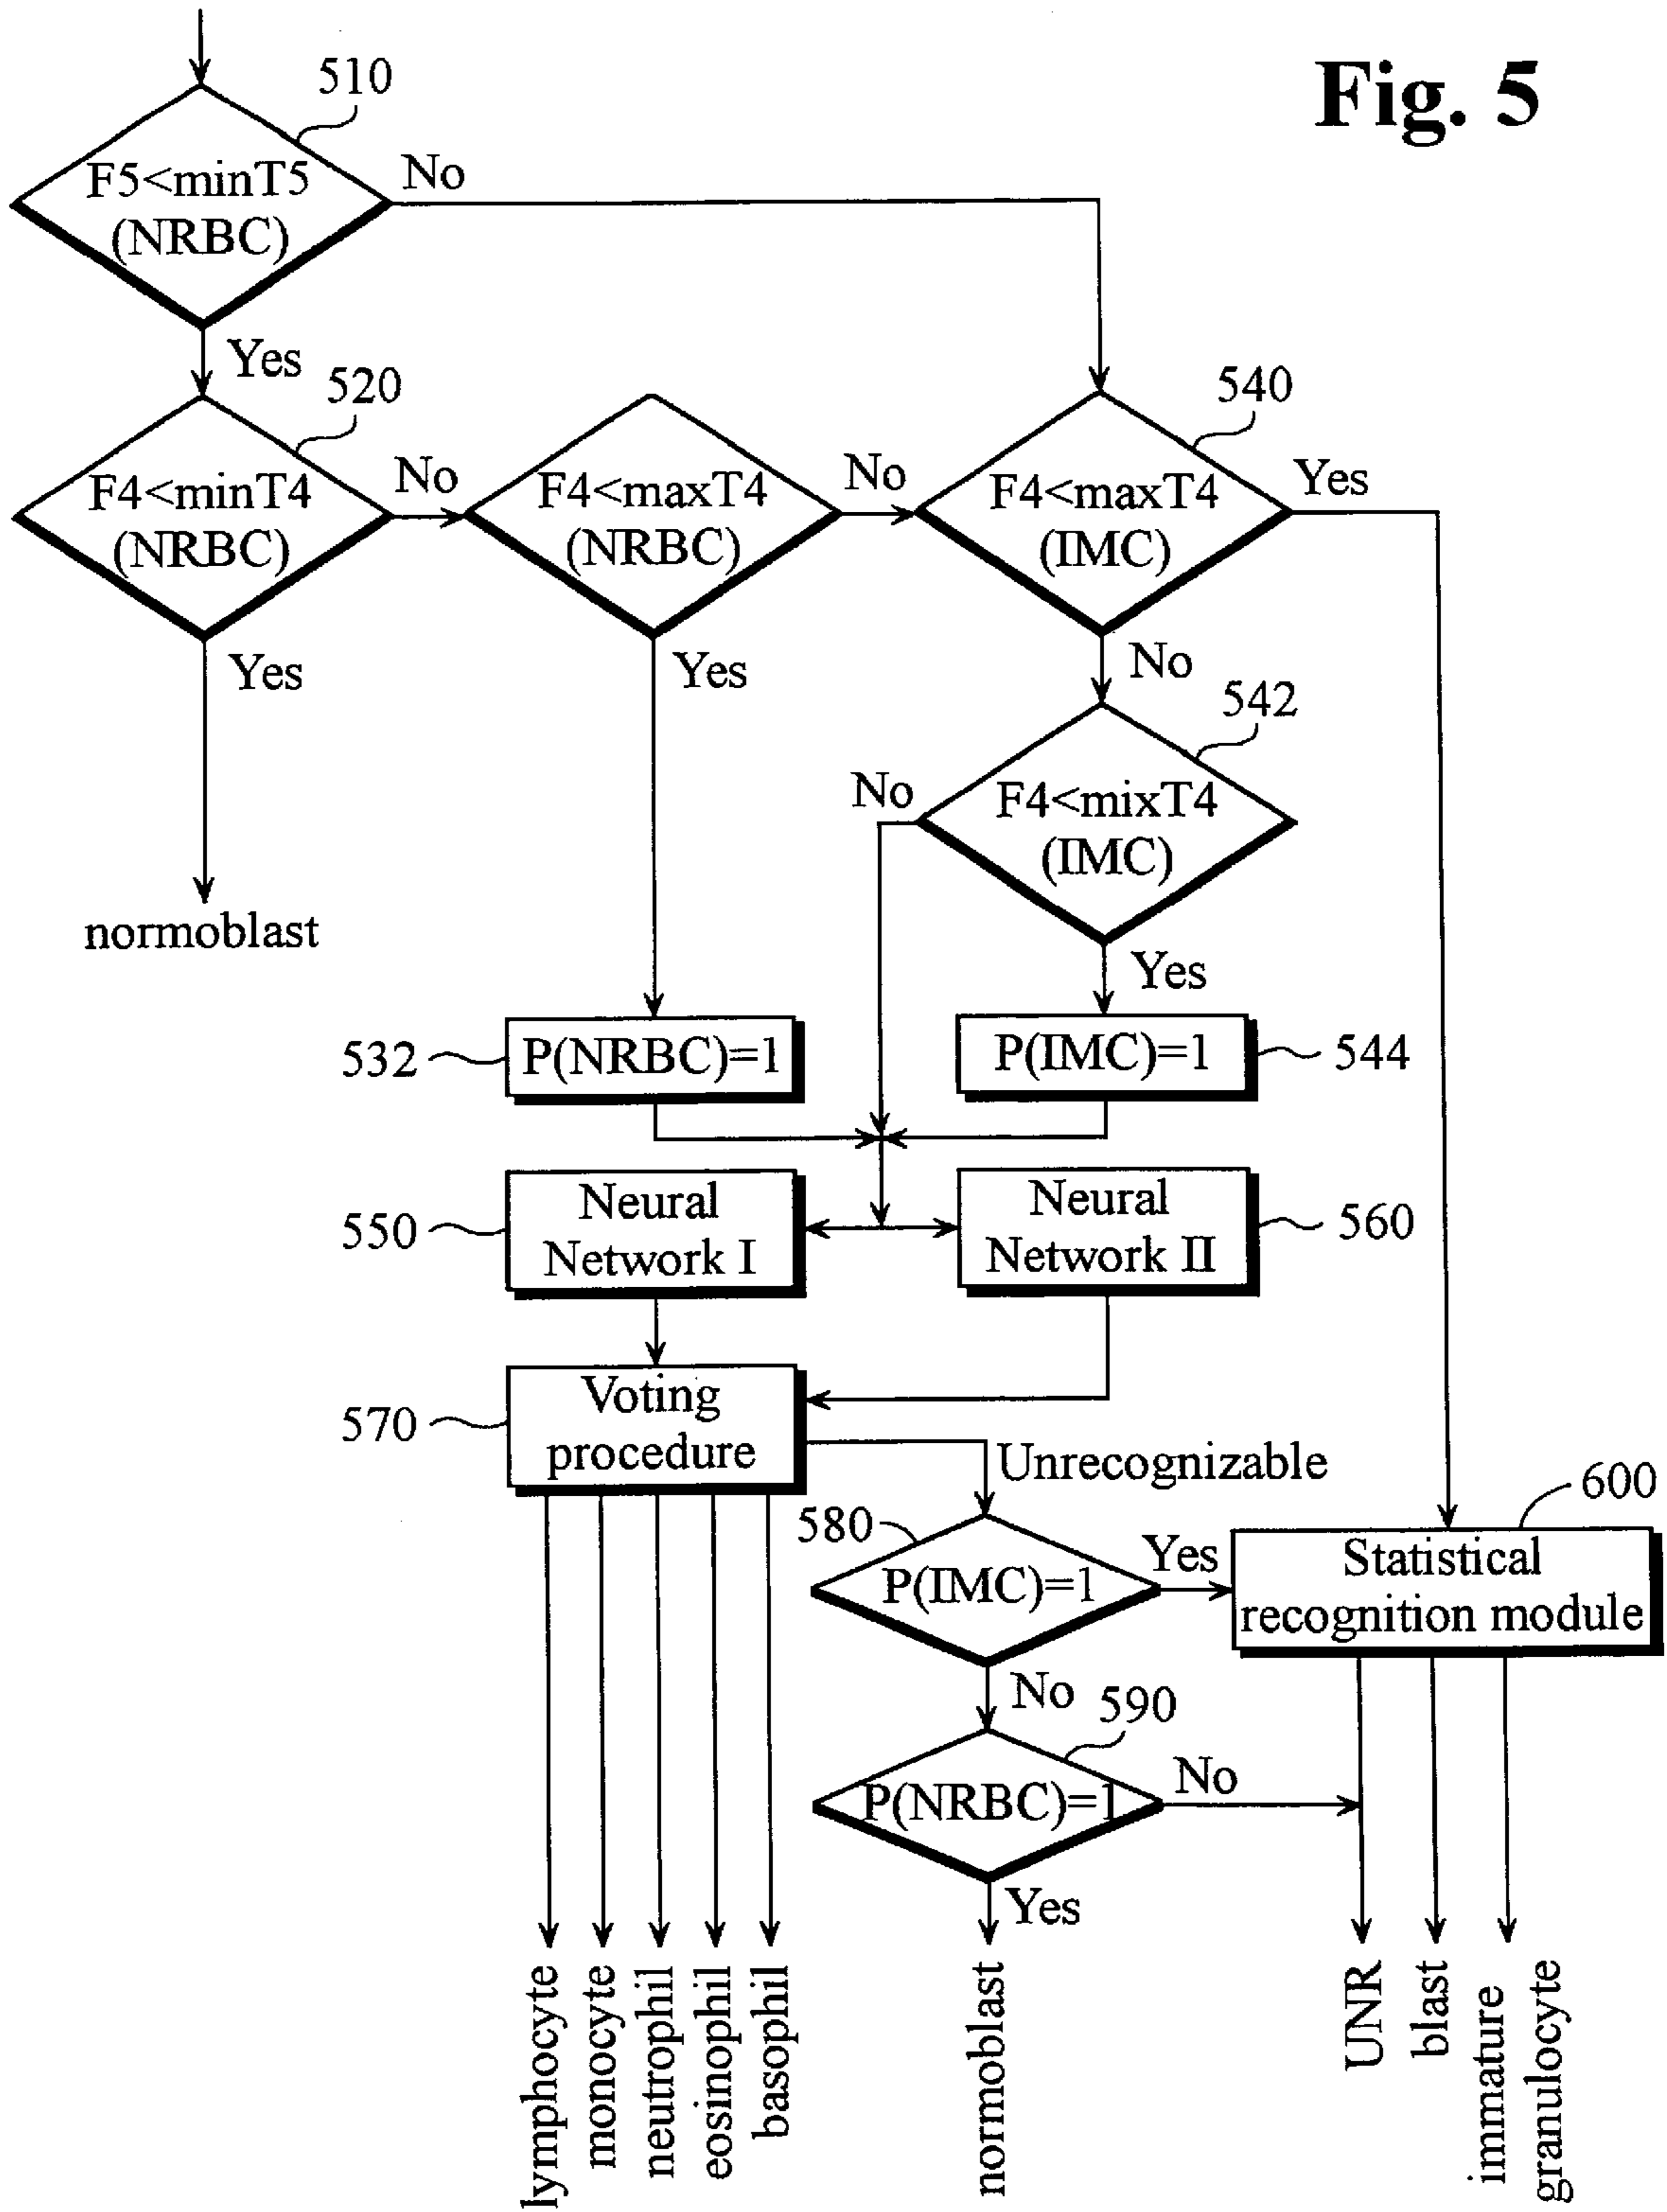 Fig. 5
510
F5<minT5
(NRBC)
No
Yes
520
F4<minT4
(NRBC)
No
F4<maxT4
(NRBC)
No
540
F4<maxT4
(IMC)
Yes
Yes
Yes
No
542
No
F4<mixT4
(IMC)
normoblast
Yes
532
P(NRBC)=1
P(IMC)=1
544
550
Neural
Network I
Neural
Network II
560
570
Voting
procedure
Unrecognizable
580
P(IMC)=1
Yes
600
Statistical
recognition module
No
590
P(NRBC)=1
No
Yes
lymphocyte
monocyte
neutrophil
eosinophil
basophil
normoblast
UNR
blast
immature
granulocyte